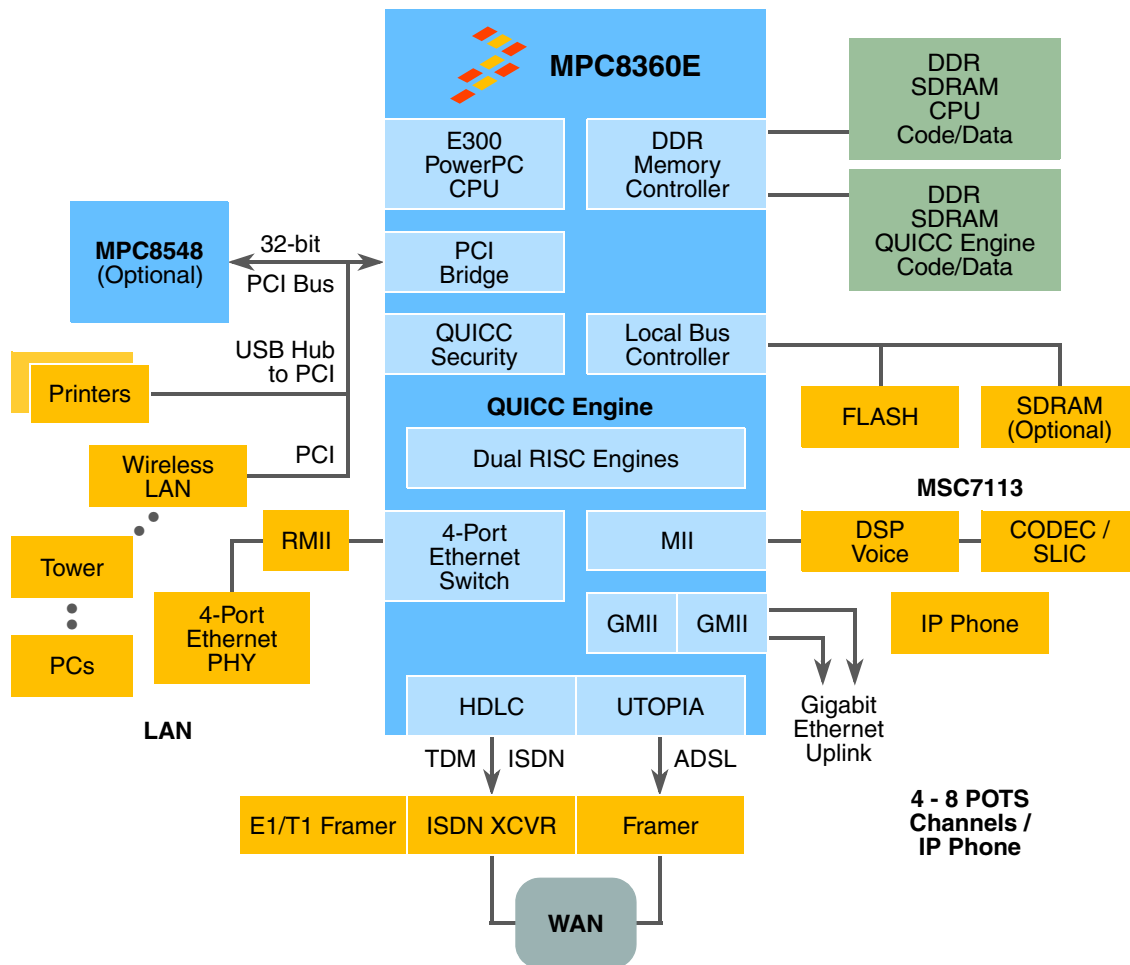 MPC8360E
DDR
SDRAM
CPU
Code/Data
E300
PowerPC
CPU
DDR
Memory
Controller
DDR
SDRAM
QUICC Engine
Code/Data
MPC8548
(Optional)
32-bit
PCI Bus
PCI
Bridge
QUICC
Security
Local Bus
Controller
USB Hub
to PCI
Printers
QUICC Engine
FLASH
SDRAM
(Optional)
Dual RISC Engines
PCI
Wireless
LAN
MSC7113
RMII
4-Port
Ethernet
Switch
MII
DSP
Voice
CODEC /
SLIC
Tower
4-Port
Ethernet
PHY
GMII
GMII
IP Phone
PCs
LAN
HDLC
UTOPIA
Gigabit
Ethernet
Uplink
TDM
ISDN
ADSL
E1/T1 Framer
ISDN XCVR
Framer
4 - 8 POTS
Channels /
IP Phone
WAN